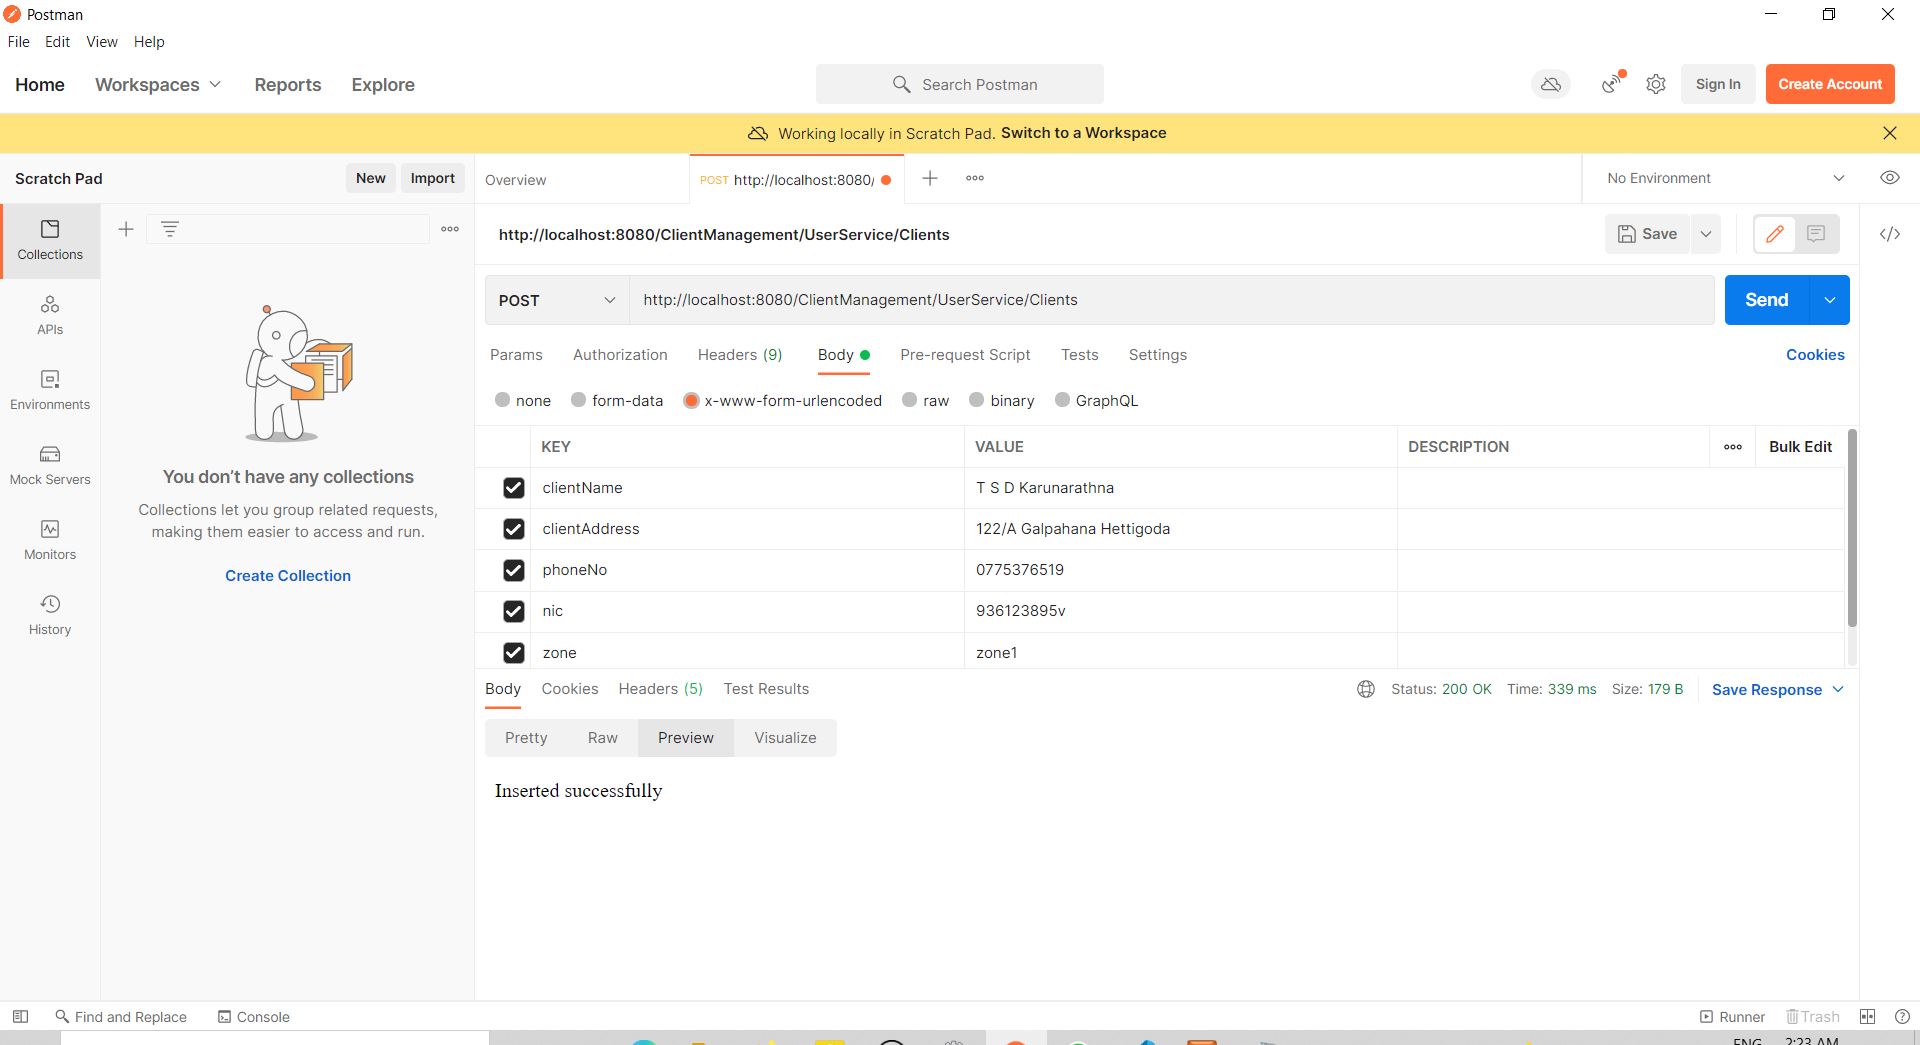 Postman
File Edit View Help
Home Workspaces Reports Explore
Search Postman
Sign In
Create Account
Working locally in Scratch Pad. Switch to a Workspace
Scratch Pad
New Import
Overview
POST http://localhost:8080/
No Environment
Collections
APIs
Environments
Mock Servers
Monitors
History
You don’t have any collections
Collections let you group related requests,
making them easier to access and run.
Create Collection
http://localhost:8080/ClientManagement/UserService/Clients
Save
</>
POST http://localhost:8080/ClientManagement/UserService/Clients
Send
Params Authorization Headers (9) Body Pre-request Script Tests Settings
Cookies
none form-data x-www-form-urlencoded raw binary GraphQL
KEY VALUE DESCRIPTION Bulk Edit
clientName T S D Karunarathna
clientAddress 122/A Galpahana Hettigoda
phoneNo 0775376519
nic 936123895v
zone zone1
Body Cookies Headers (5) Test Results
Status: 200 OK Time: 339 ms Size: 179 B Save Response
Pretty Raw Preview Visualize
Inserted successfully
Find and Replace Console
Runner Trash
ENG 2:23 AM